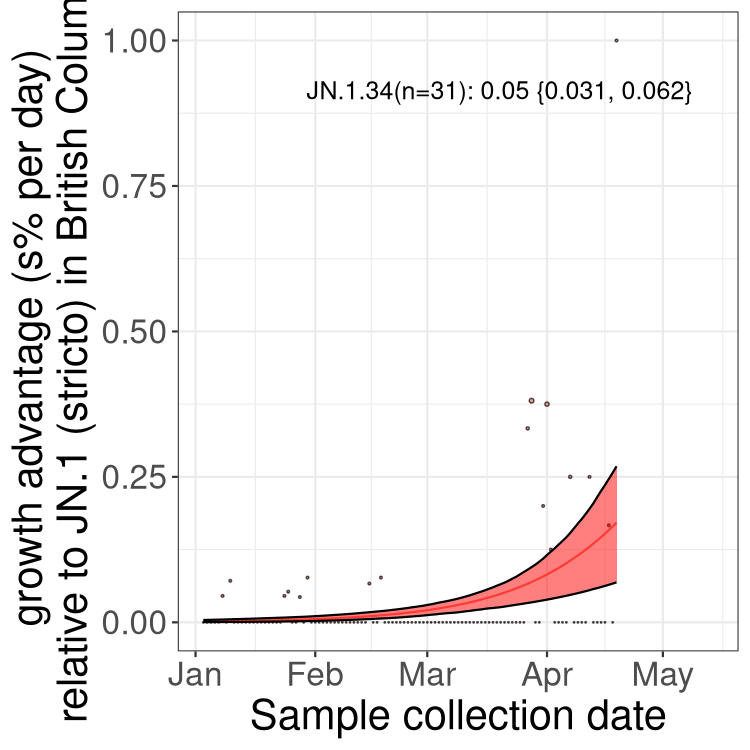 growth advantage (s% per day)
relative to JN.1 (stricto) in British Colum
1.00
0.75
0.50
0.25
0.00
JN.1.34(n=31): 0.05 {0.031, 0.062}
Jan Feb Mar Apr May
Sample collection date